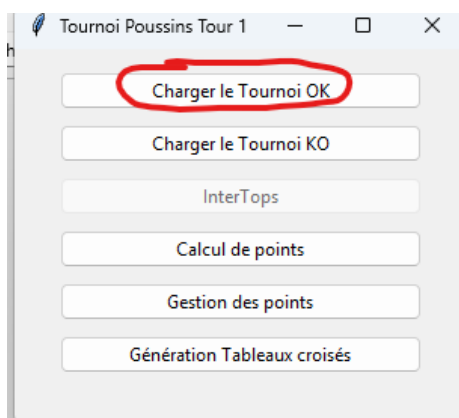 Tournoi Poussins Tour 1
h
Charger le Tournoi OK
Charger le Tournoi KO
InterTops
Calcul de points
Gestion des points
Génération Tableaux croisés